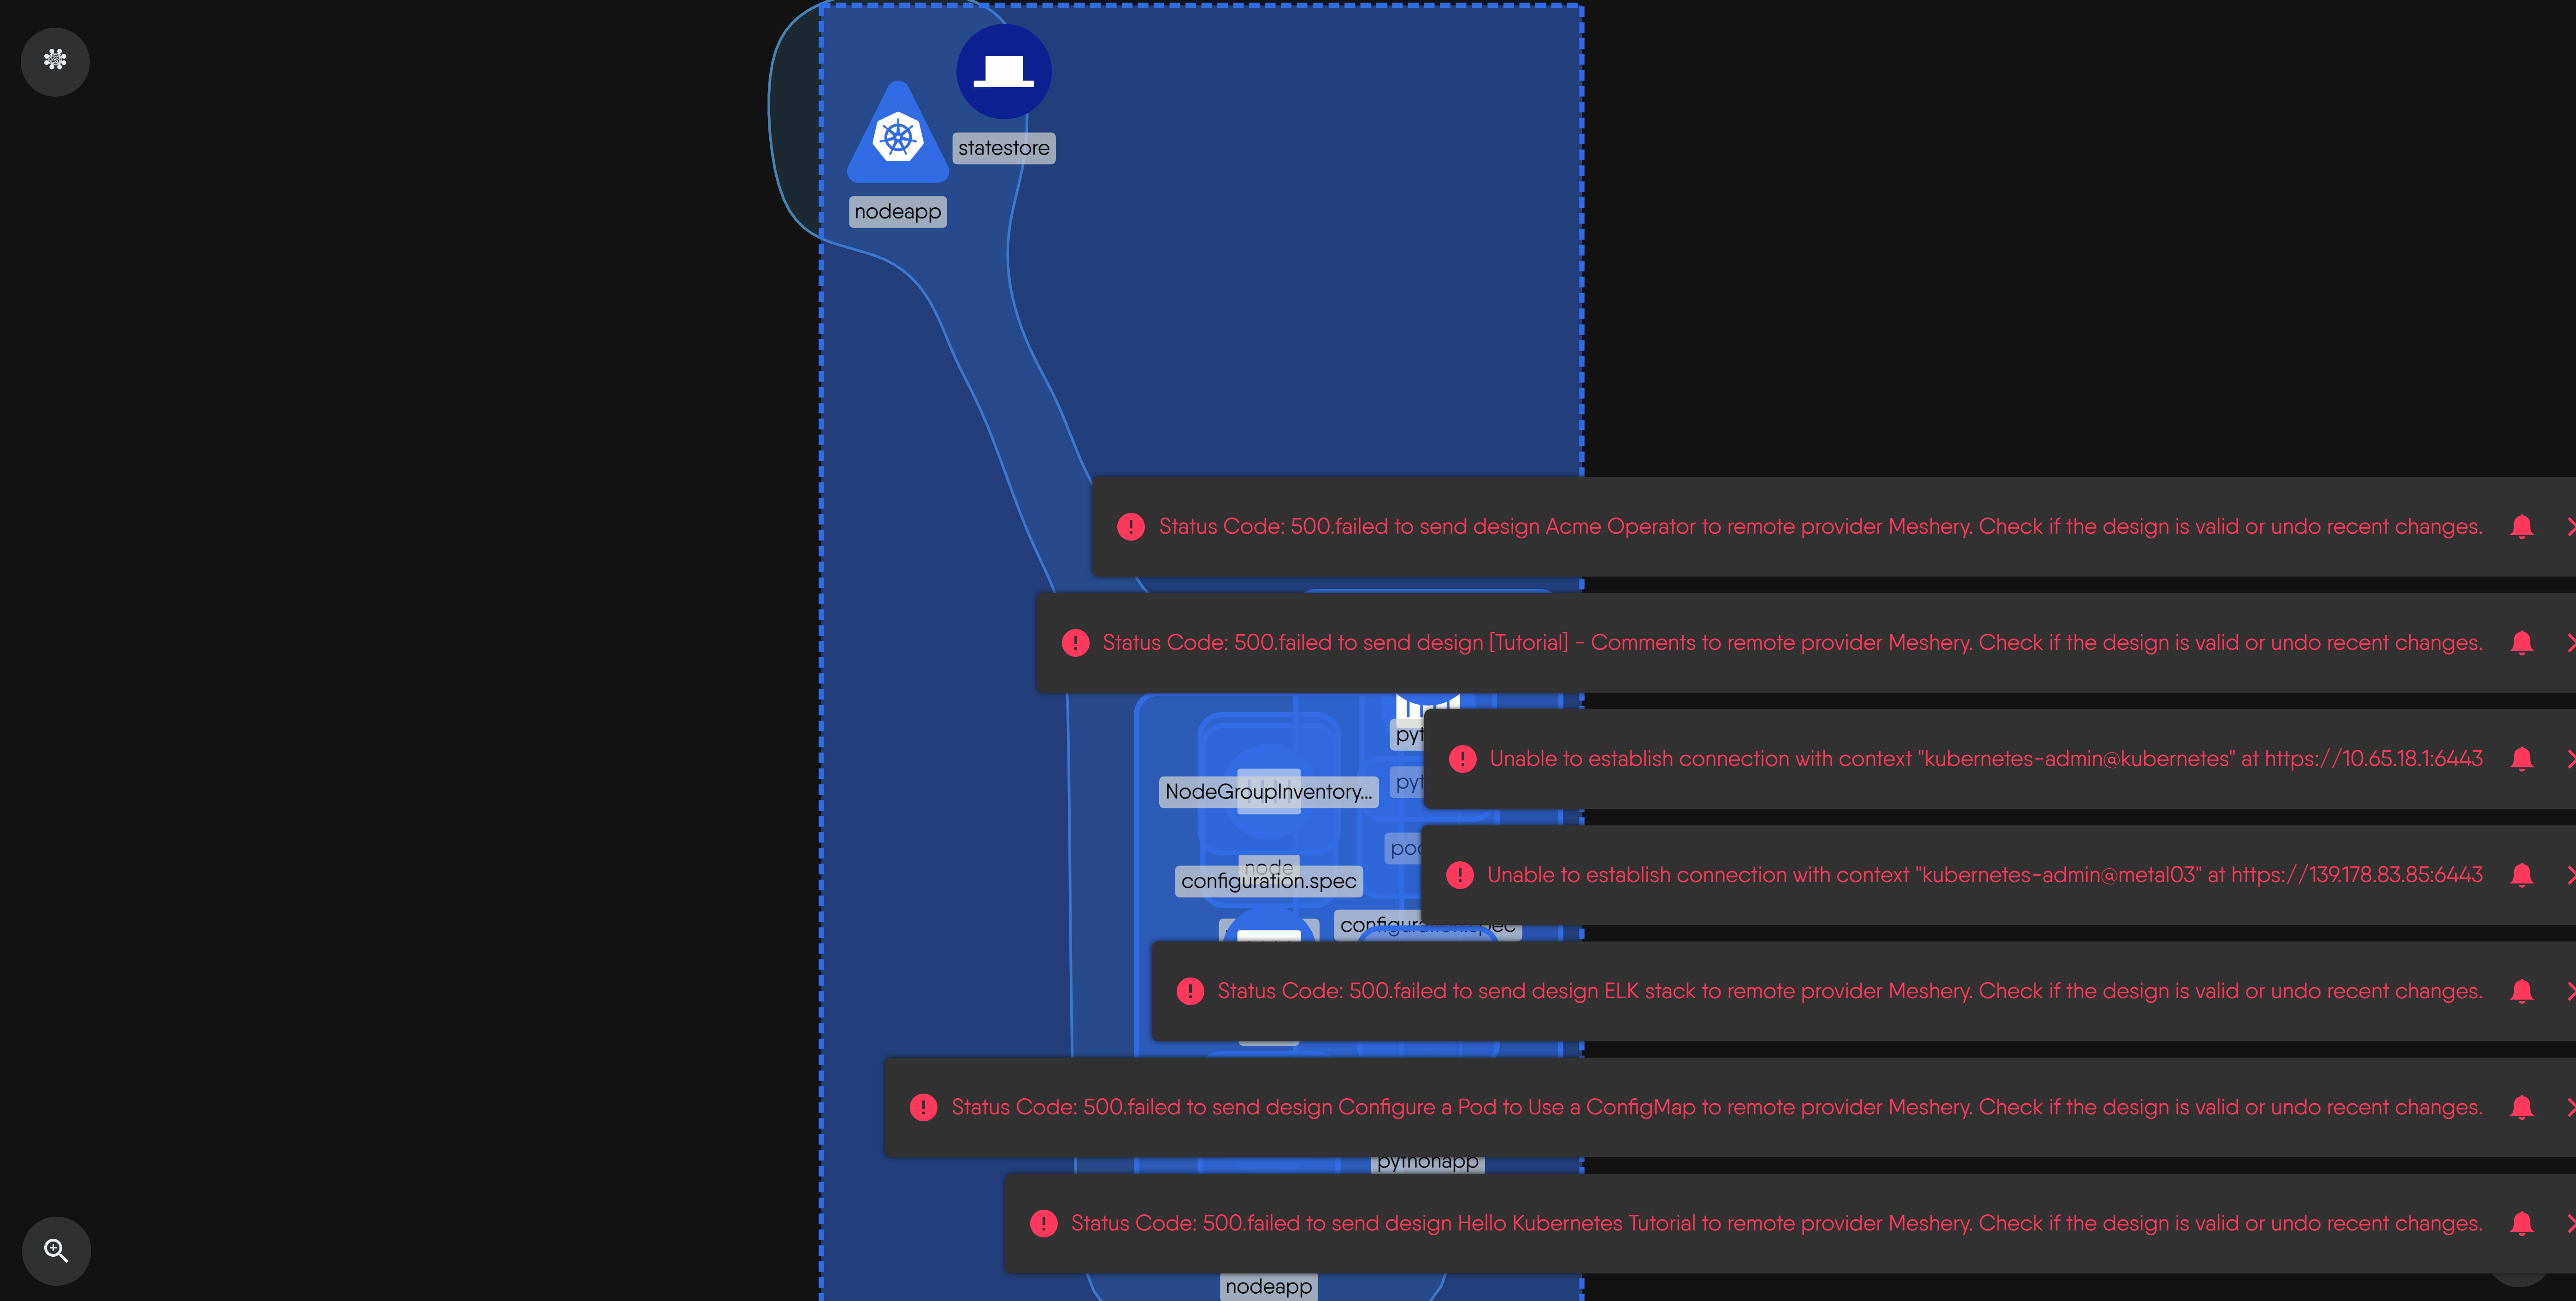 statestore
nodeapp
Status Code: 500.failed to send design Acme Operator to remote provider Meshery. Check if the design is valid or undo recent changes.
Status Code: 500.failed to send design [Tutorial] - Comments to remote provider Meshery. Check if the design is valid or undo recent changes.
pyt
Unable to establish connection with context "kubernetes-admin@kubernetes" at https://10.65.18.1:6443
pyt
NodeGroupInventory...
node
configuration.spec
Unable to establish connection with context "kubernetes-admin@metal03" at https://139.178.83.85:6443
configuration.spec
Status Code: 500.failed to send design ELK stack to remote provider Meshery. Check if the design is valid or undo recent changes.
Status Code: 500.failed to send design Configure a Pod to Use a ConfigMap to remote provider Meshery. Check if the design is valid or undo recent changes.
pythonapp
Status Code: 500.failed to send design Hello Kubernetes Tutorial to remote provider Meshery. Check if the design is valid or undo recent changes.
nodeapp